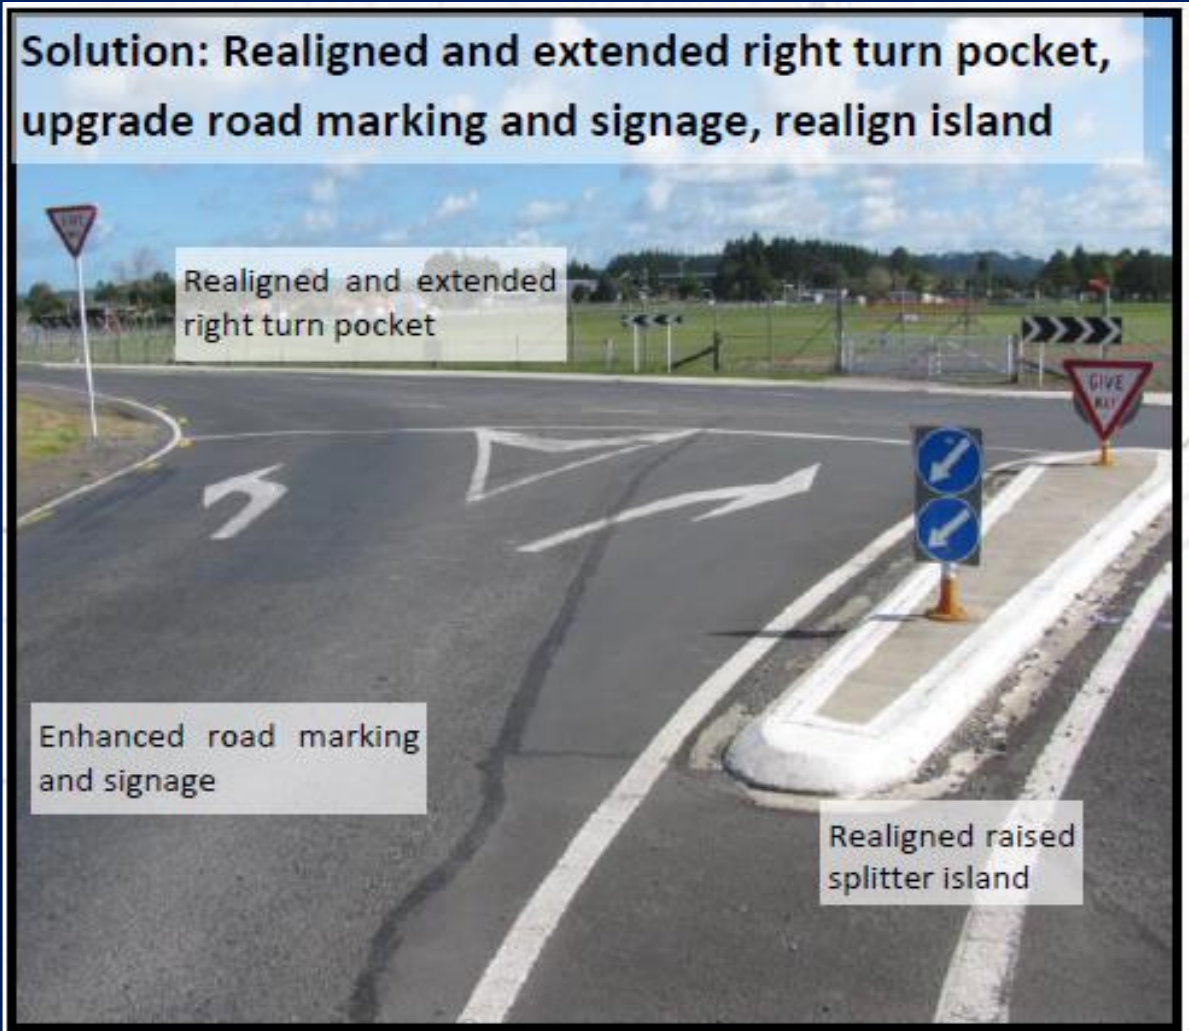 Solution: Realigned and extended right turn pocket,
upgrade road marking and signage, realign island
Realigned and extended
right turn pocket
GIVE
WAY
Enhanced road marking
and signage
Realigned raised
splitter island